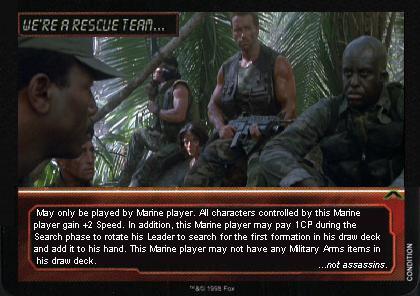 WE'RE A RESCUE TEAM...
May only be played by Marine player. All characters controlled by this Marine
player gain +2 Speed. In addition, this Marine player may pay 1CP during the
Search phase to rotate his Leader to search for the first formation in his draw deck
and add it to his hand. This Marine player may not have any Military Arms items in
his draw deck.
...not assassins.
CONDITION
™&© 1998 Fox